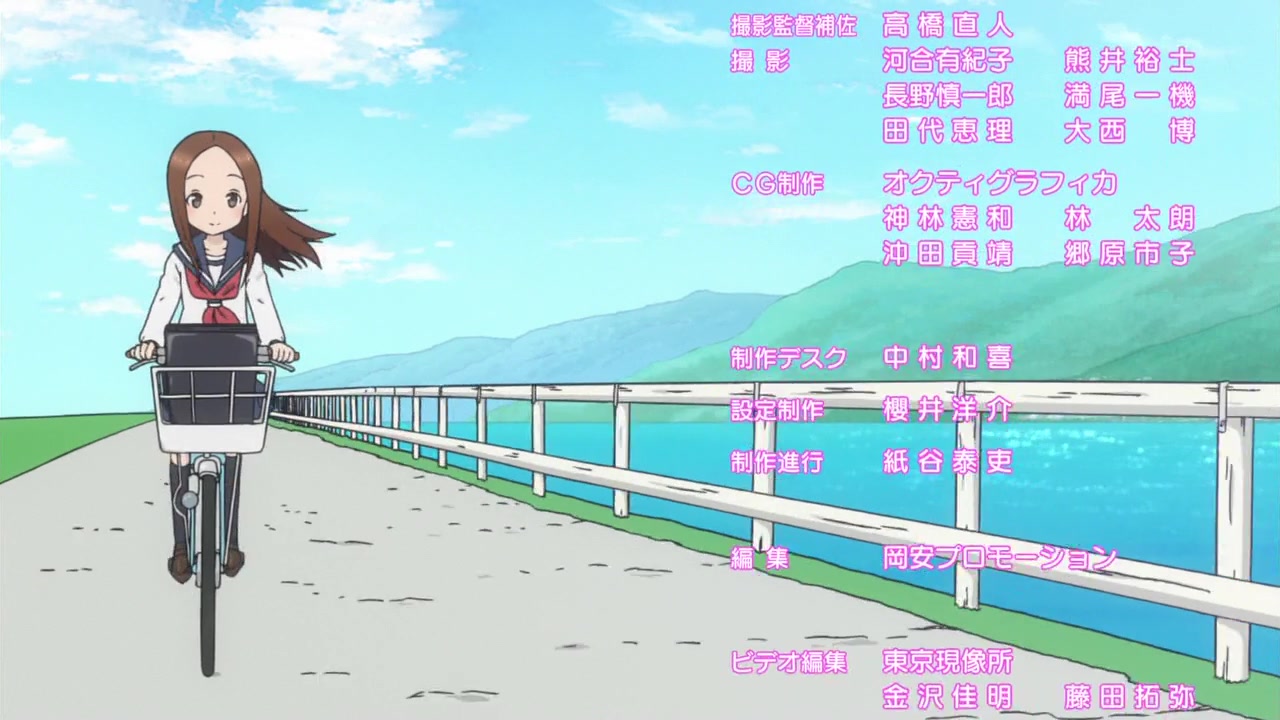 撮影監督補佐 高橋直人
撮影 河合有紀子 熊井裕士
長野慎一郎 満尾一機
田代恵理 大西 博
CG制作 オクティグラフィカ
神林憲和 林 太朗
沖田貢靖 郷原市子
制作デスク 中村和喜
設定制作 櫻井洋介
制作進行 紙谷泰吏
編集 岡安プロモーション
ビデオ編集 東京現像所
金沢佳明 藤田拓弥